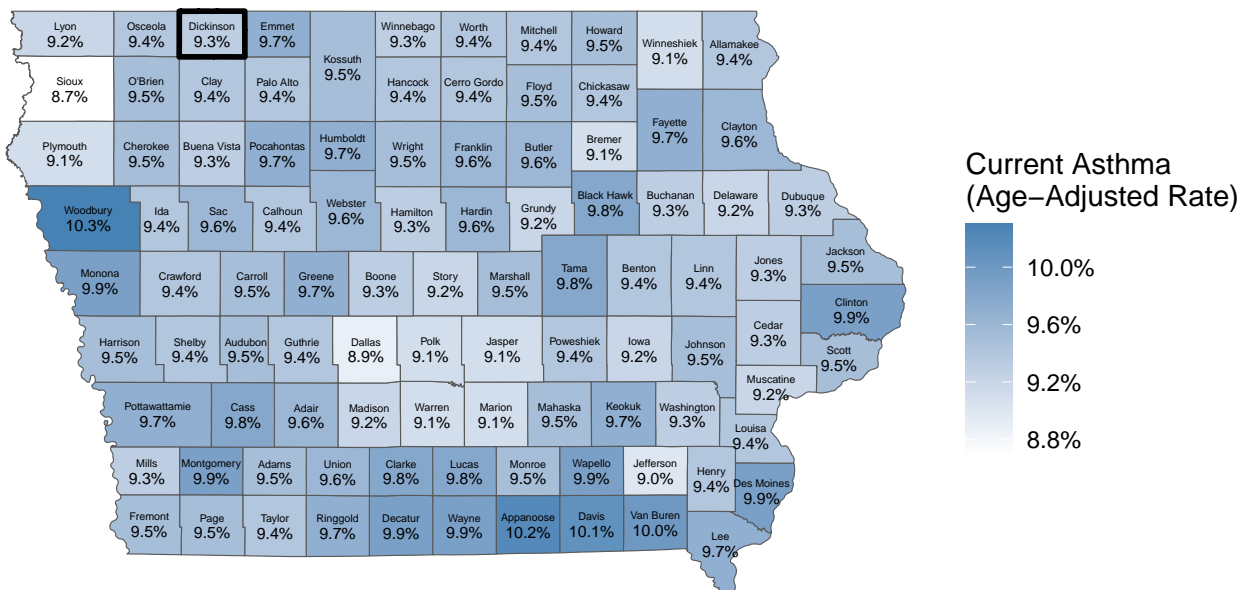 Lyon
9.2%
Osceola
9.4%
Dickinson
9.3%
Emmet
9.7%
Kossuth
9.5%
Winnebago
9.3%
Worth
9.4%
Mitchell
9.4%
Howard
9.5%
Winneshiek
9.1%
Allamakee
9.4%
Sioux
8.7%
O'Brien
9.5%
Clay
9.4%
Palo Alto
9.4%
Hancock
9.4%
Cerro Gordo
9.4%
Floyd
9.5%
Chickasaw
9.4%
Fayette
9.7%
Clayton
9.6%
Plymouth
9.1%
Cherokee
9.5%
Buena Vista
9.3%
Pocahontas
9.7%
Humboldt
9.7%
Wright
9.5%
Franklin
9.6%
Butler
9.6%
Bremer
9.1%
Woodbury
10.3%
Ida
9.4%
Sac
9.6%
Calhoun
9.4%
Webster
9.6%
Hamilton
9.3%
Hardin
9.6%
Grundy
9.2%
Black Hawk
9.8%
Buchanan
9.3%
Delaware
9.2%
Dubuque
9.3%
Monona
9.9%
Crawford
9.4%
Carroll
9.5%
Greene
9.7%
Boone
9.3%
Story
9.2%
Marshall
9.5%
Tama
9.8%
Benton
9.4%
Linn
9.4%
Jones
9.3%
Jackson
9.5%
Clinton
9.9%
Harrison
9.5%
Shelby
9.4%
Audubon
9.5%
Guthrie
9.4%
Dallas
8.9%
Polk
9.1%
Jasper
9.1%
Poweshiek
9.4%
Iowa
9.2%
Johnson
9.5%
Cedar
9.3%
Scott
9.5%
Muscatine
9.2%
Pottawattamie
9.7%
Cass
9.8%
Adair
9.6%
Madison
9.2%
Warren
9.1%
Marion
9.1%
Mahaska
9.5%
Keokuk
9.7%
Washington
9.3%
Louisa
9.4%
Mills
9.3%
Montgomery
9.9%
Adams
9.5%
Union
9.6%
Clarke
9.8%
Lucas
9.8%
Monroe
9.5%
Wapello
9.9%
Jefferson
9.0%
Henry
9.4%
Des Moines
9.9%
Fremont
9.5%
Page
9.5%
Taylor
9.4%
Ringgold
9.7%
Decatur
9.9%
Wayne
9.9%
Appanoose
10.2%
Davis
10.1%
Van Buren
10.0%
Lee
9.7%
Current Asthma
(Age−Adjusted Rate)
10.0%
9.6%
9.2%
8.8%